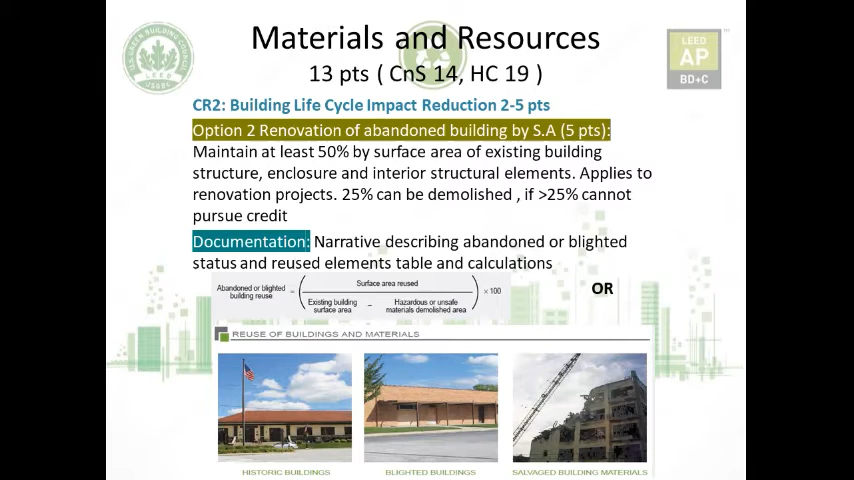 Materials and Resources
13 pts ( CnS 14, HC 19 )
LEED
AP
BD+C
LEED
USGBC
CR2: Building Life Cycle Impact Reduction 2-5 pts
Option 2 Renovation of abandoned building by S.A (5 pts):
Maintain at least 50% by surface area of existing building
structure, enclosure and interior structural elements. Applies to
renovation projects. 25% can be demolished , if >25% cannot
pursue credit
Documentation: Narrative describing abandoned or blighted
status and reused elements table and calculations
Abandoned or blighted
building reuse
=
Surface area reused
Existing building
surface area
–
Hazardous or unsafe
materials demolished area
× 100
OR
REUSE OF BUILDINGS AND MATERIALS
HISTORIC BUILDINGS
BLIGHTED BUILDINGS
SALVAGED BUILDING MATERIALS